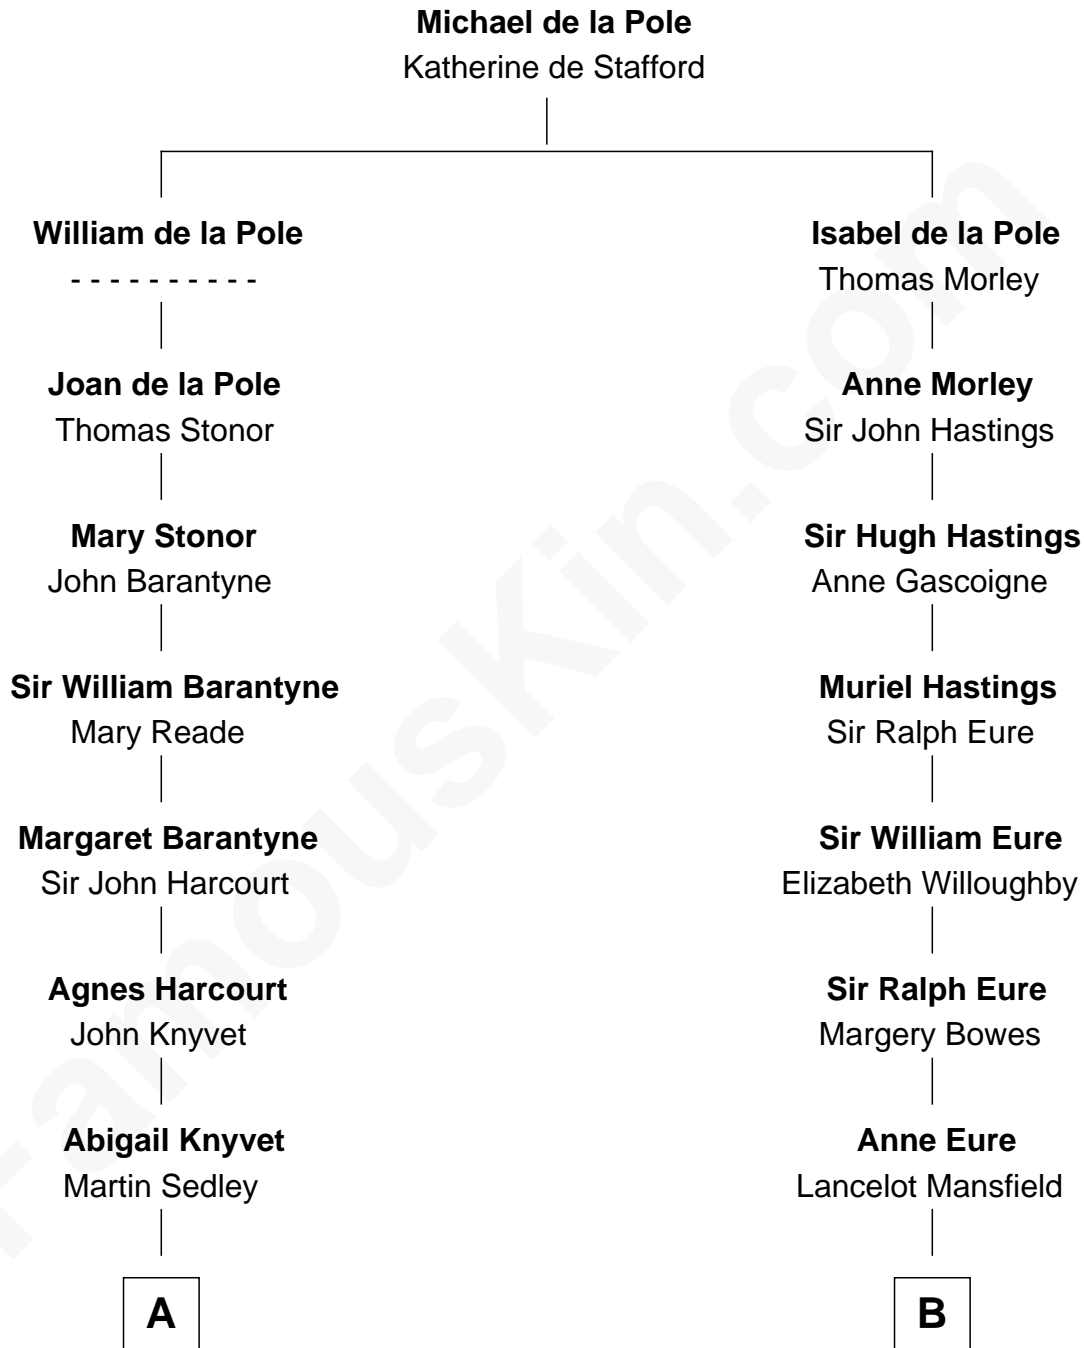 Michael de la Pole
Katherine de Stafford
William de la Pole
- - - - - - - - - -
Joan de la Pole
Thomas Stonor
Mary Stonor
John Barantyne
Sir William Barantyne
Mary Reade
Margaret Barantyne
Sir John Harcourt
Agnes Harcourt
John Knyvet
Abigail Knyvet
Martin Sedley
A
Isabel de la Pole
Thomas Morley
Anne Morley
Sir John Hastings
Sir Hugh Hastings
Anne Gascoigne
Muriel Hastings
Sir Ralph Eure
Sir William Eure
Elizabeth Willoughby
Sir Ralph Eure
Margery Bowes
Anne Eure
Lancelot Mansfield
B
FamousKin.com